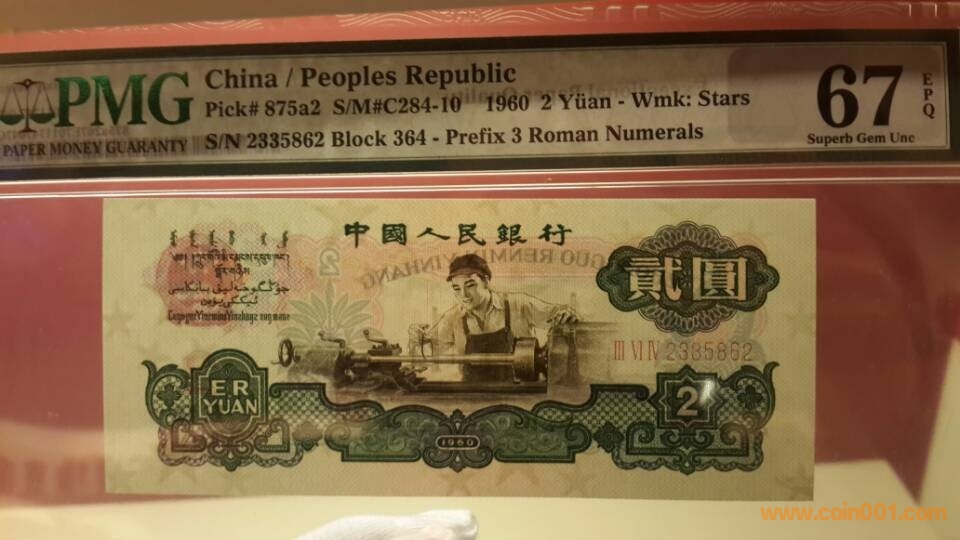 PMG
PAPER MONEY GUARANTY
China / Peoples Republic
Pick# 875a2 S/M#C284-10 1960 2 Yüan - Wmk: Stars
S/N 2335862 Block 364 - Prefix 3 Roman Numerals
67
EPQ
Superb Gem Unc
中國人民銀行
貳圓
 III VI IV 2335862
ER
YUAN
1960
2
www.coin001.com